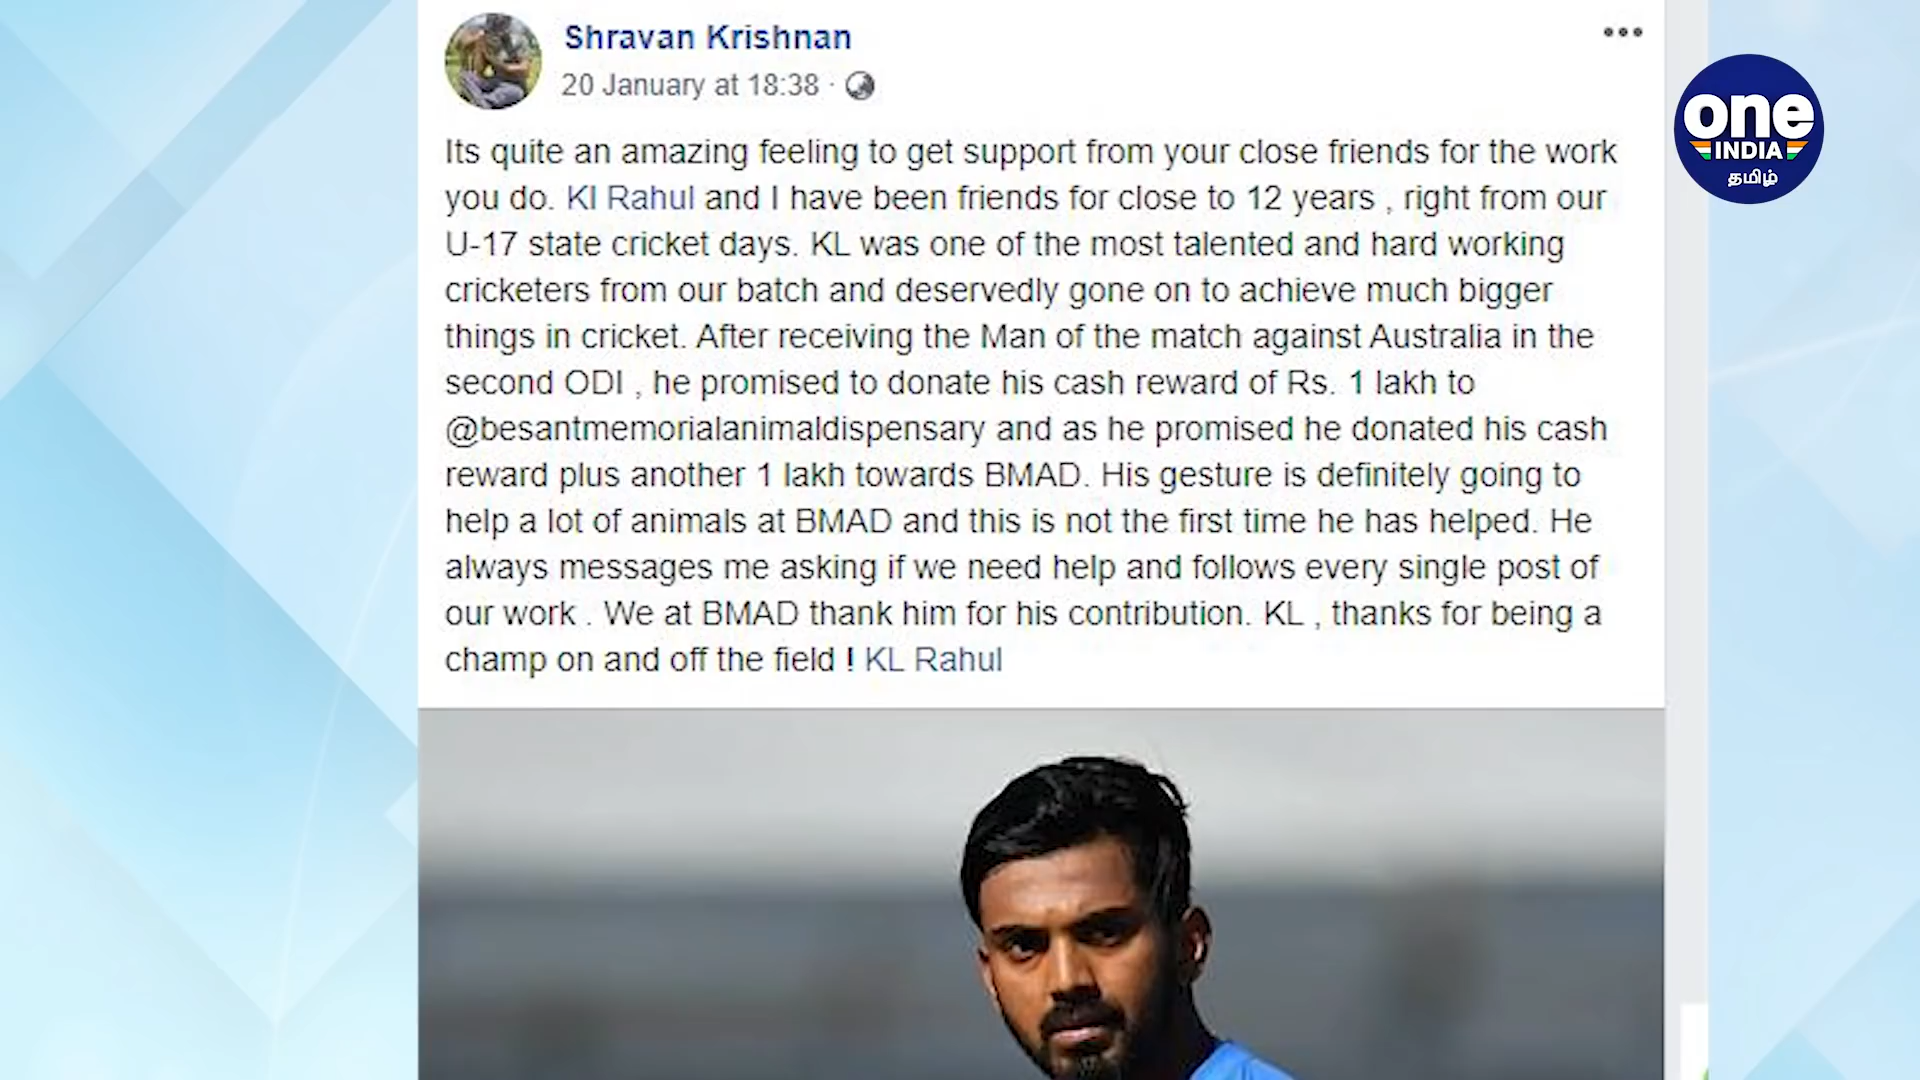 Shravan Krishnan
20 January at 18:38 ·
Its quite an amazing feeling to get support from your close friends for the work
you do. Kl Rahul and I have been friends for close to 12 years , right from our
U-17 state cricket days. KL was one of the most talented and hard working
cricketers from our batch and deservedly gone on to achieve much bigger
things in cricket. After receiving the Man of the match against Australia in the
second ODI , he promised to donate his cash reward of Rs. 1 lakh to
@besantmemorialanimaldispensary and as he promised he donated his cash
reward plus another 1 lakh towards BMAD. His gesture is definitely going to
help a lot of animals at BMAD and this is not the first time he has helped. He
always messages me asking if we need help and follows every single post of
our work . We at BMAD thank him for his contribution. KL , thanks for being a
champ on and off the field ! KL Rahul
one
INDIA
தமிழ்